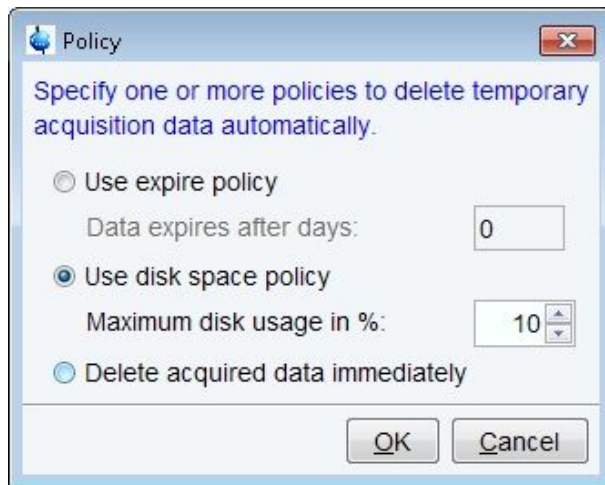 Policy
Specify one or more policies to delete temporary
acquisition data automatically.
Use expire policy
Data expires after days: 0
Use disk space policy
Maximum disk usage in %: 10
Delete acquired data immediately
OK Cancel